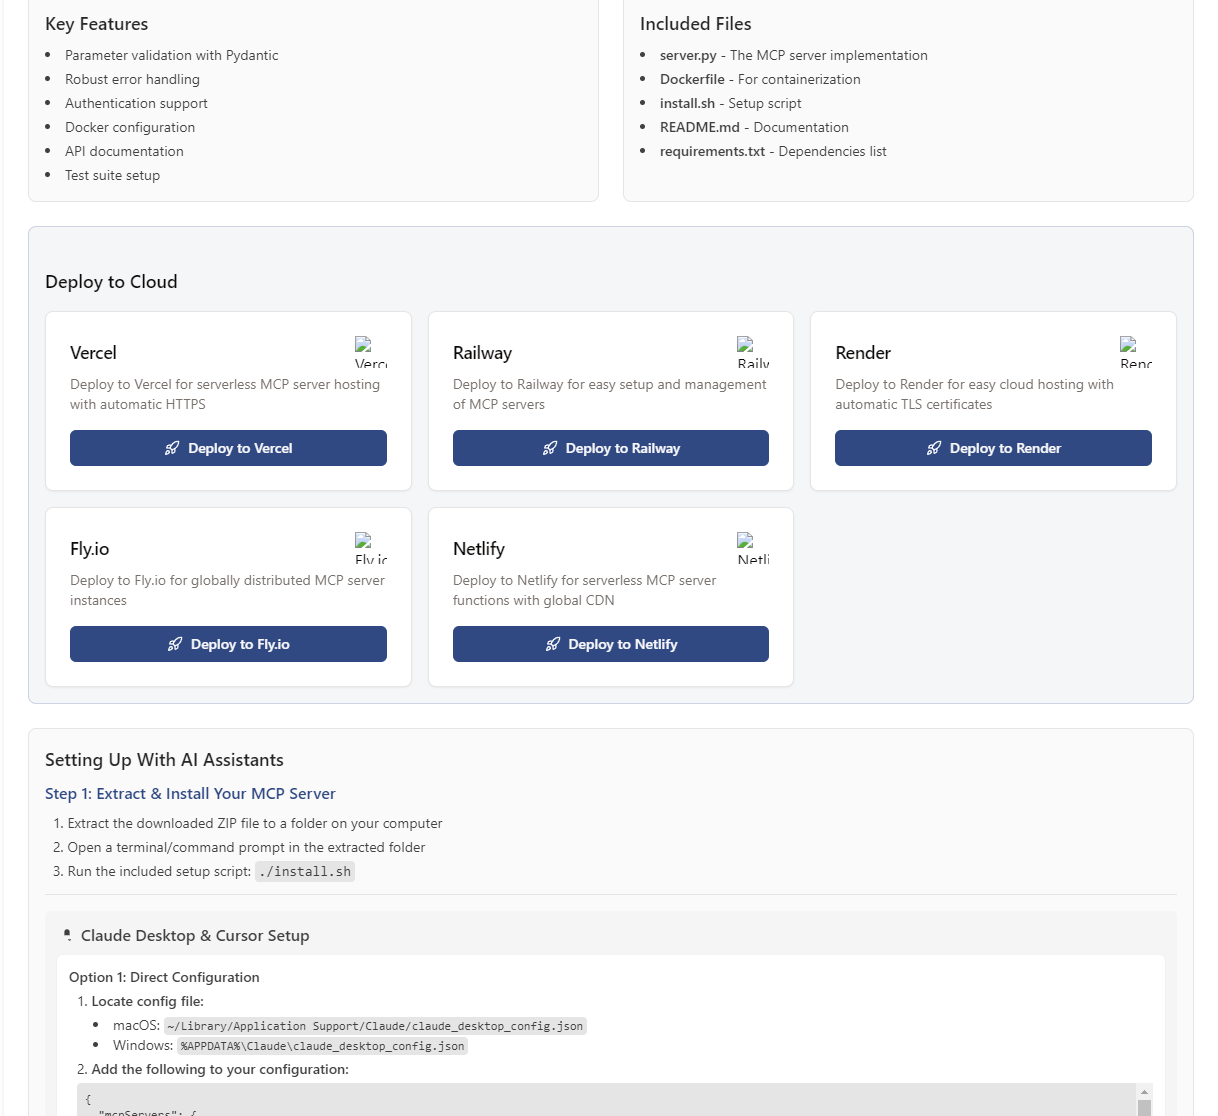 Key Features
Parameter validation with Pydantic
Robust error handling
Authentication support
Docker configuration
API documentation
Test suite setup
Included Files
server.py - The MCP server implementation
Dockerfile - For containerization
install.sh - Setup script
README.md - Documentation
requirements.txt - Dependencies list
Deploy to Cloud
Vercel
Deploy to Vercel for serverless MCP server hosting
with automatic HTTPS
Deploy to Vercel
Railway
Deploy to Railway for easy setup and management
of MCP servers
Deploy to Railway
Render
Deploy to Render for easy cloud hosting with
automatic TLS certificates
Deploy to Render
Fly.io
Deploy to Fly.io for globally distributed MCP server
instances
Deploy to Fly.io
Netlify
Deploy to Netlify for serverless MCP server
functions with global CDN
Deploy to Netlify
Setting Up With AI Assistants
Step 1: Extract & Install Your MCP Server
1. Extract the downloaded ZIP file to a folder on your computer
2. Open a terminal/command prompt in the extracted folder
3. Run the included setup script: ./install.sh
Claude Desktop & Cursor Setup
Option 1: Direct Configuration
1. Locate config file:
macOS: ~/Library/Application Support/Claude/claude_desktop_config.json
Windows: %APPDATA%\Claude\claude_desktop_config.json
2. Add the following to your configuration:
{
"mcpServers": {